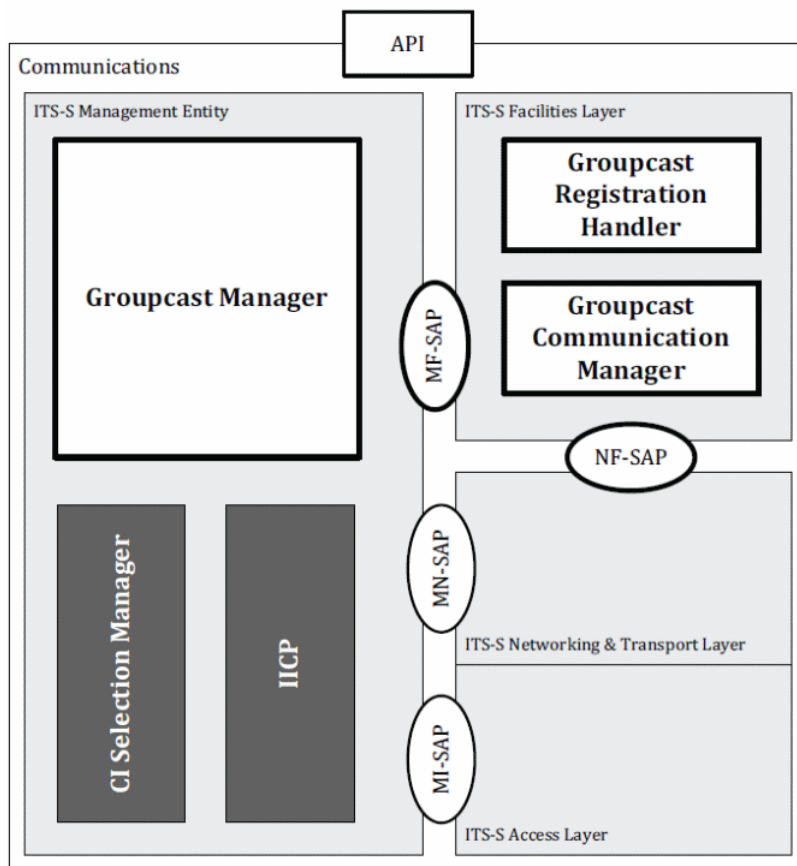 API
Communications
ITS-S Management Entity
Groupcast Manager
CI Selection Manager
IICP
MF-SAP
MN-SAP
MI-SAP
ITS-S Facilities Layer
Groupcast
Registration
Handler
Groupcast
Communication
Manager
NF-SAP
ITS-S Networking & Transport Layer
ITS-S Access Layer